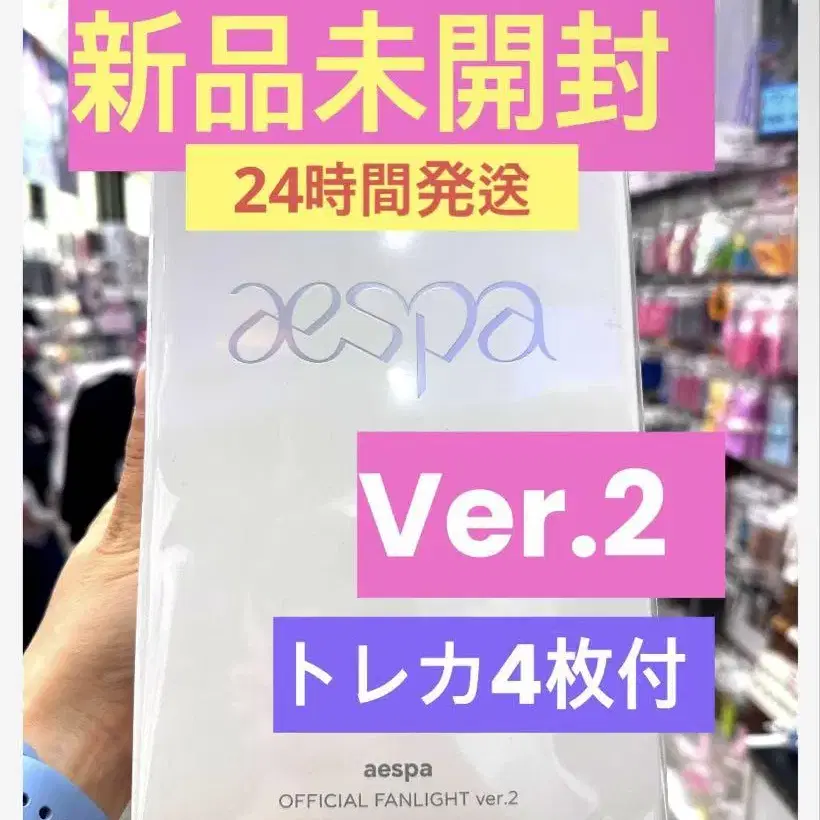 新品未開封
24時間発送
aespa
Ver.2
トレカ4枚付
aespa
OFFICIAL FANLIGHT ver.2